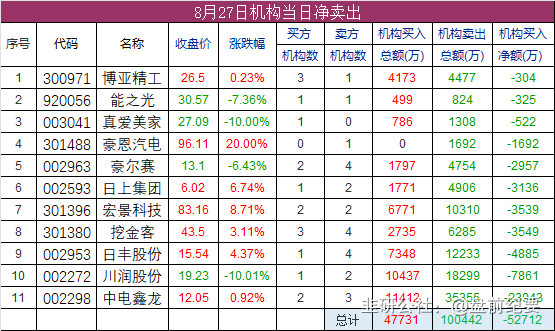 8月27日机构当日净卖出
序号 代码 名称 收盘价 涨跌幅 买方机构数 卖方机构数 机构买入总额(万) 机构卖出总额(万) 机构买入净额(万)
1 300971 博亚精工 26.5 0.23% 3 1 4173 4477 -304
2 920056 能之光 30.57 -7.36% 1 1 499 824 -325
3 003041 真爱美家 27.09 -10.00% 1 0 786 1308 -522
4 301488 豪恩汽电 96.11 20.00% 0 1 0 1692 -1692
5 002963 豪尔赛 13.1 -6.43% 2 4 1797 4754 -2957
6 002593 日上集团 6.02 6.74% 1 2 1771 4906 -3136
7 301396 宏景科技 83.16 8.71% 2 2 6771 10310 -3539
8 301380 挖金客 43.5 3.11% 3 4 2735 6285 -3549
9 002953 日丰股份 15.54 4.37% 1 4 7348 12233 -4885
10 002272 川润股份 19.23 -10.01% 1 2 10437 18299 -7861
11 002298 中电鑫龙 12.05 0.92% 2 3 11412 35355 -23943
总计 47731 100442 -52712
韭研公社：@盘前纪要